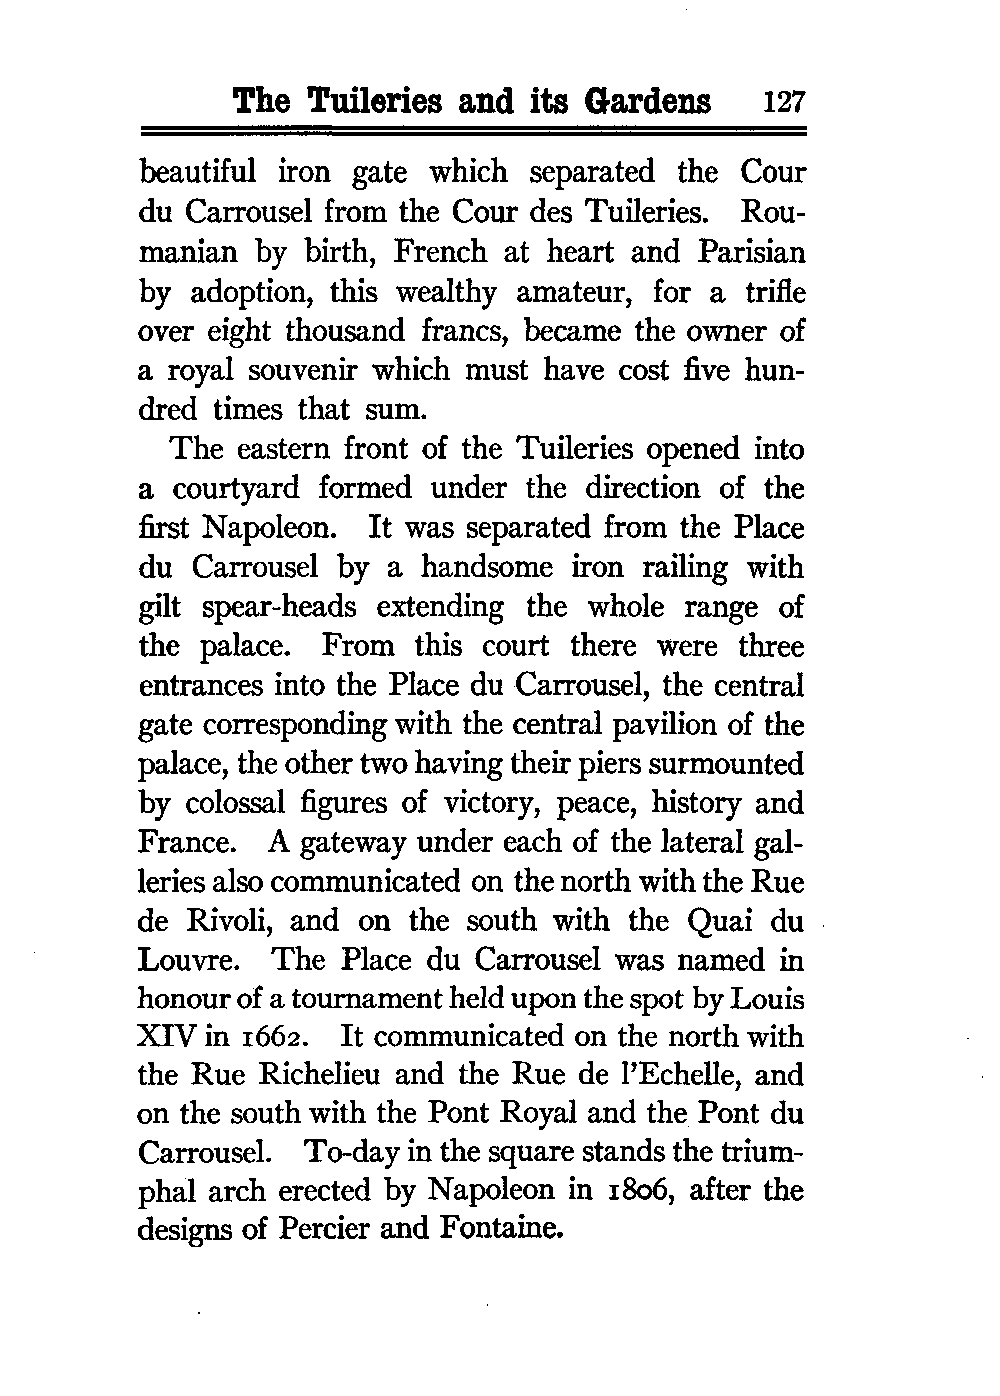 The Tuileries and its Gardens 127
beautiful iron gate which separated the Cour
du Carrousel from the Cour des Tuileries. Rou-
manian by birth, French at heart and Parisian
by adoption, this wealthy amateur, for a trifle
over eight thousand francs, became the owner of
a royal souvenir which must have cost five hun-
dred times that sum.
The eastern front of the Tuileries opened into
a courtyard formed under the direction of the
first Napoleon. It was separated from the Place
du Carrousel by a handsome iron railing with
gilt spear-heads extending the whole range of
the palace. From this court there were three
entrances into the Place du Carrousel, the central
gate corresponding with the central pavilion of the
palace, the other two having their piers surmounted
by colossal figures of victory, peace, history and
France. A gateway under each of the lateral gal-
leries also communicated on the north with the Rue
de Rivoli, and on the south with the Quai du
Louvre. The Place du Carrousel was named in
honour of a tournament held upon the spot by Louis
XIV in 1662. It communicated on the north with
the Rue Richelieu and the Rue de l'Echelle, and
on the south with the Pont Royal and the Pont du
Carrousel. To-day in the square stands the trium-
phal arch erected by Napoleon in 1806, after the
designs of Percier and Fontaine.